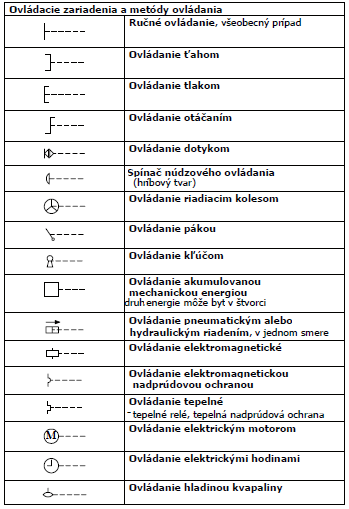 Ovládacie zariadenia a metódy ovládania
Ručné ovládanie, všeobecný prípad
Ovládanie ťahom
Ovládanie tlakom
Ovládanie otáčaním
Ovládanie dotykom
Spínač núdzového ovládania
(hríbový tvar)
Ovládanie riadiacim kolesom
Ovládanie pákou
Ovládanie kľúčom
Ovládanie akumulovanou
mechanickou energiou
druh energie môže byt v štvorci
Ovládanie pneumatickým alebo
hydraulickým riadením, v jednom smere
Ovládanie elektromagnetické
Ovládanie elektromagnetickou
nadprúdovou ochranou
Ovládanie tepelné
- tepelné relé, tepelná nadprúdová ochrana
M
Ovládanie elektrickým motorom
Ovládanie elektrickými hodinami
Ovládanie hladinou kvapaliny